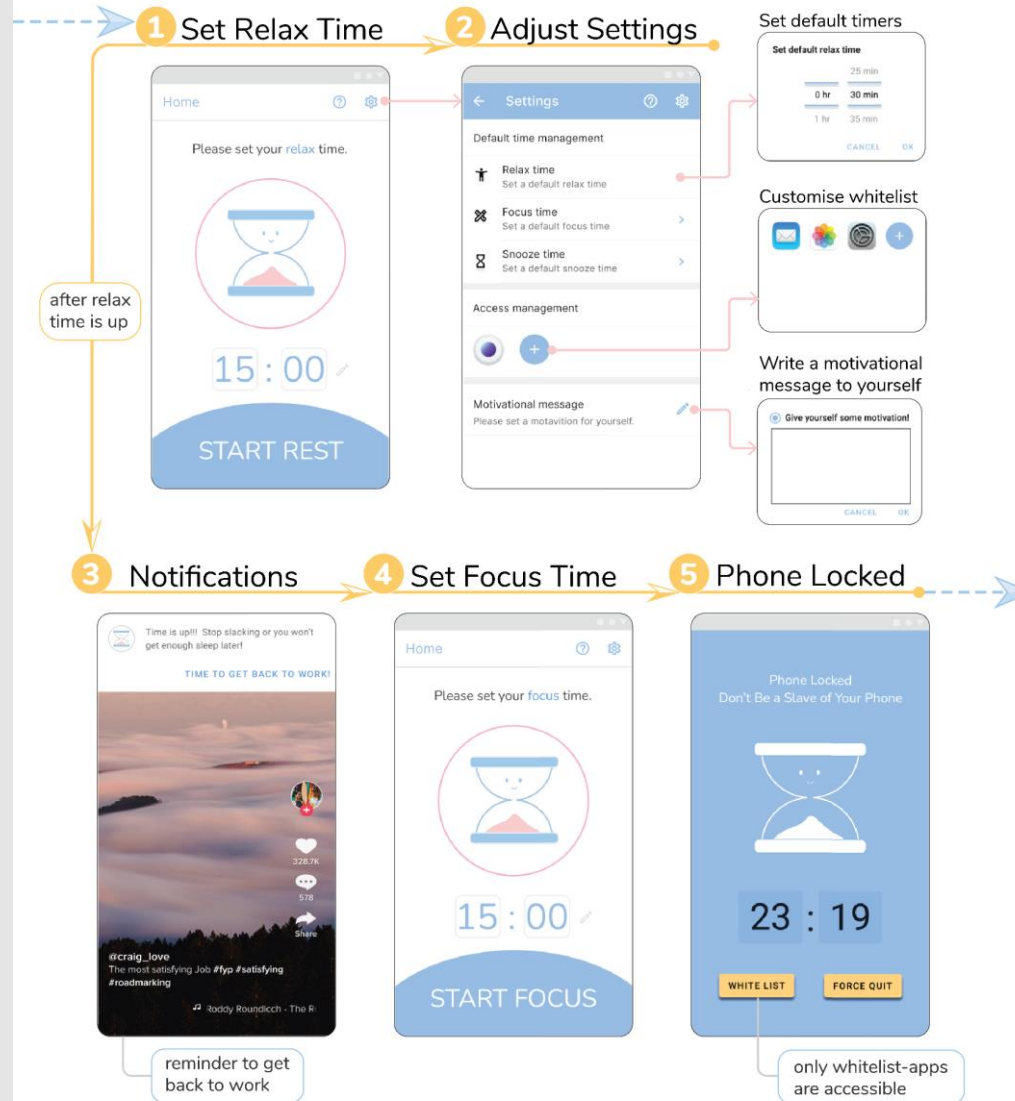 1 Set Relax Time
2 Adjust Settings
Set default timers
Home
Please set your relax time.
15 : 00
START REST
Settings
Default time management
Relax time
Set a default relax time
Focus time
Set a default focus time
Snooze time
Set a default snooze time
Access management
+
Motivational message
Please set a motavition for yourself.
Set default relax time
25 min
0 hr 30 min
1 hr 35 min
CANCEL OK
Customise whitelist
+
Write a motivational
message to yourself
Give yourself some motivation!
CANCEL OK
after relax
time is up
3 Notifications
4 Set Focus Time
5 Phone Locked
Time is up!!! Stop slacking or you won't
get enough sleep later!
TIME TO GET BACK TO WORK!
328.7K
578
Share
@craig_love
The most satisfying Job #fyp #satisfying
#roadmarking
Roddy Roundicch - The R
reminder to get
back to work
Home
Please set your focus time.
15 : 00
START FOCUS
Phone Locked
Don't Be a Slave of Your Phone
23 : 19
WHITE LIST
FORCE QUIT
only whitelist-apps
are accessible